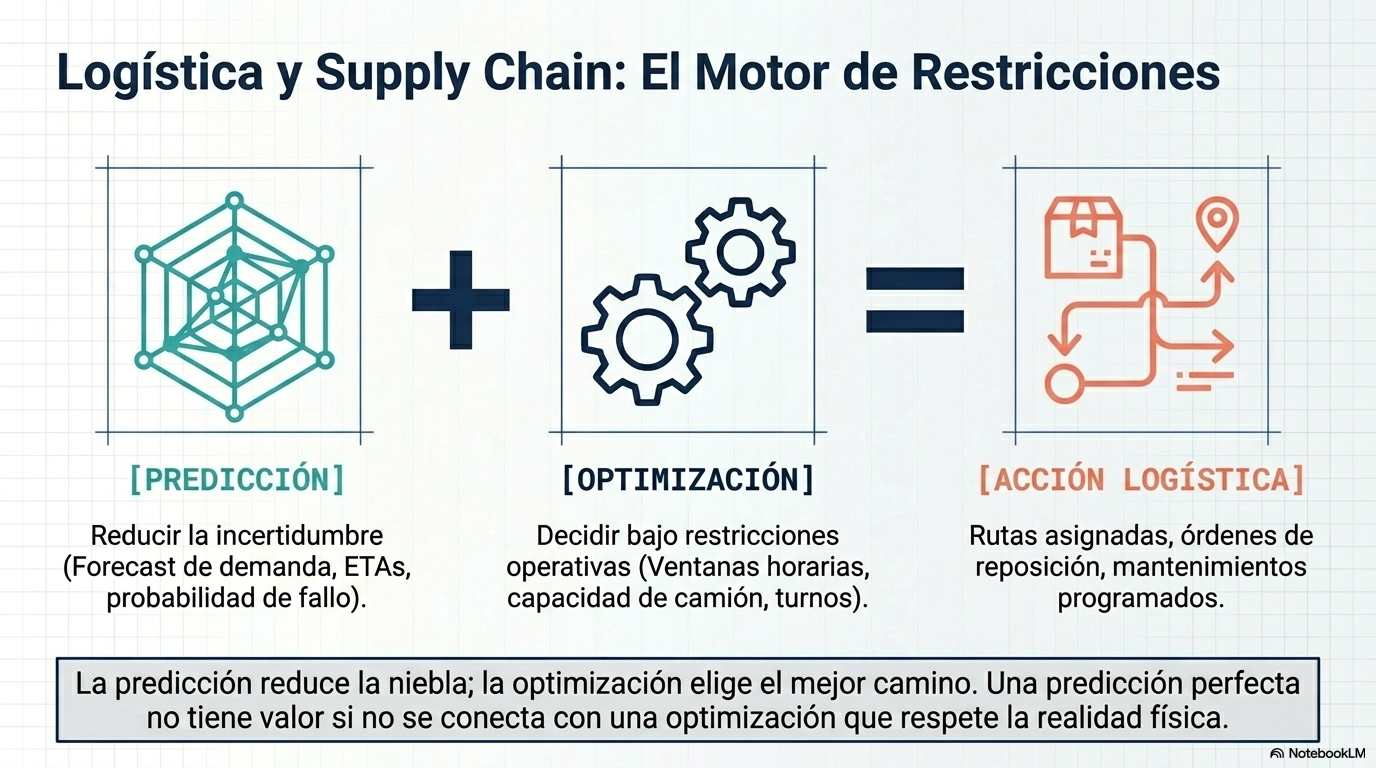 Logística y Supply Chain: El Motor de Restricciones
[PREDICCIÓN]
Reducir la incertidumbre
(Forecast de demanda, ETAs,
probabilidad de fallo).
[OPTIMIZACIÓN]
Decidir bajo restricciones
operativas (Ventanas horarias,
capacidad de camión, turnos).
[ACCIÓN LOGÍSTICA]
Rutas asignadas, órdenes de
reposición, mantenimientos
programados.
La predicción reduce la niebla; la optimización elige el mejor camino. Una predicción perfecta
no tiene valor si no se conecta con una optimización que respete la realidad física.
NotebookLM